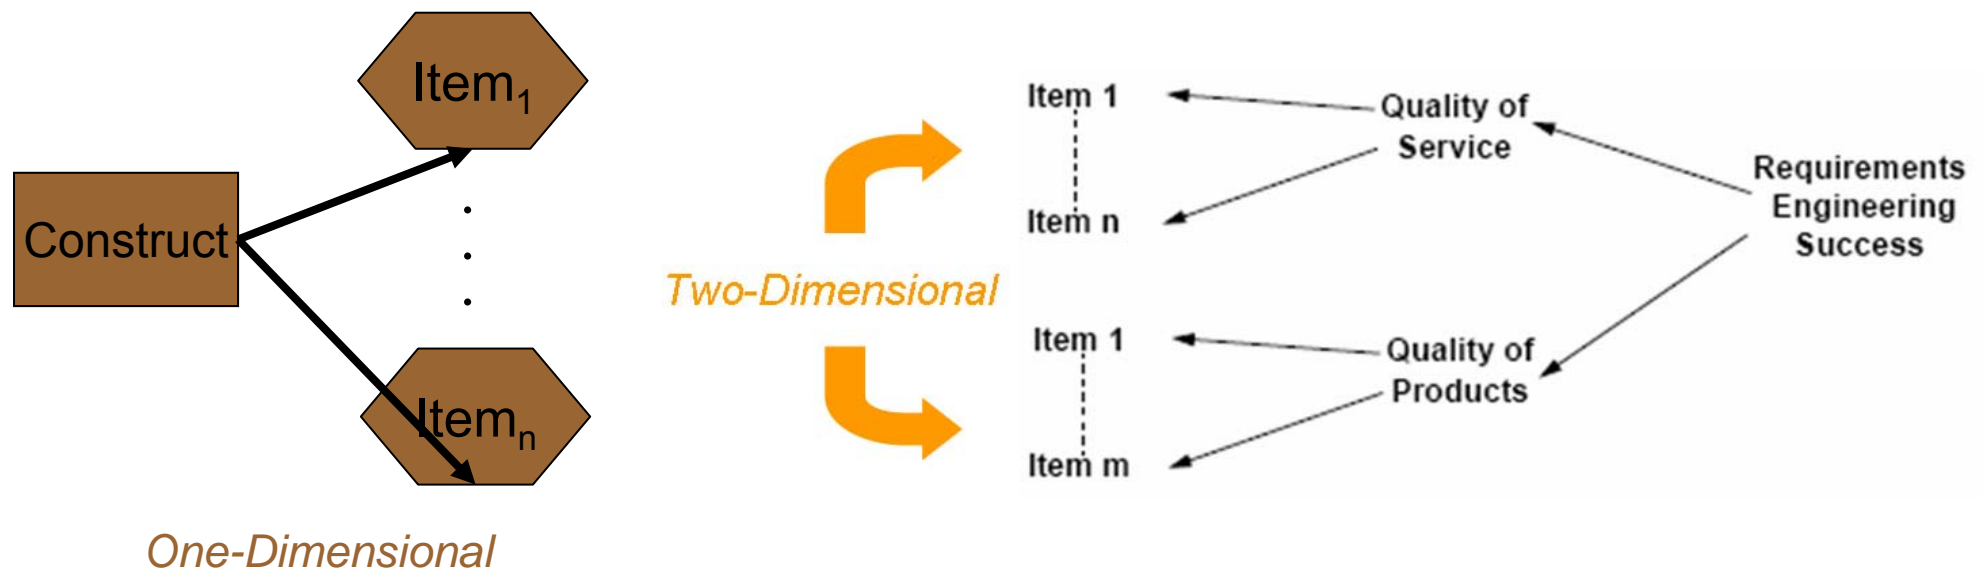 Item₁
Construct
Itemₙ
One-Dimensional
Two-Dimensional
Item 1
Item n
Quality of
Service
Item 1
Item m
Quality of
Products
Requirements
Engineering
Success